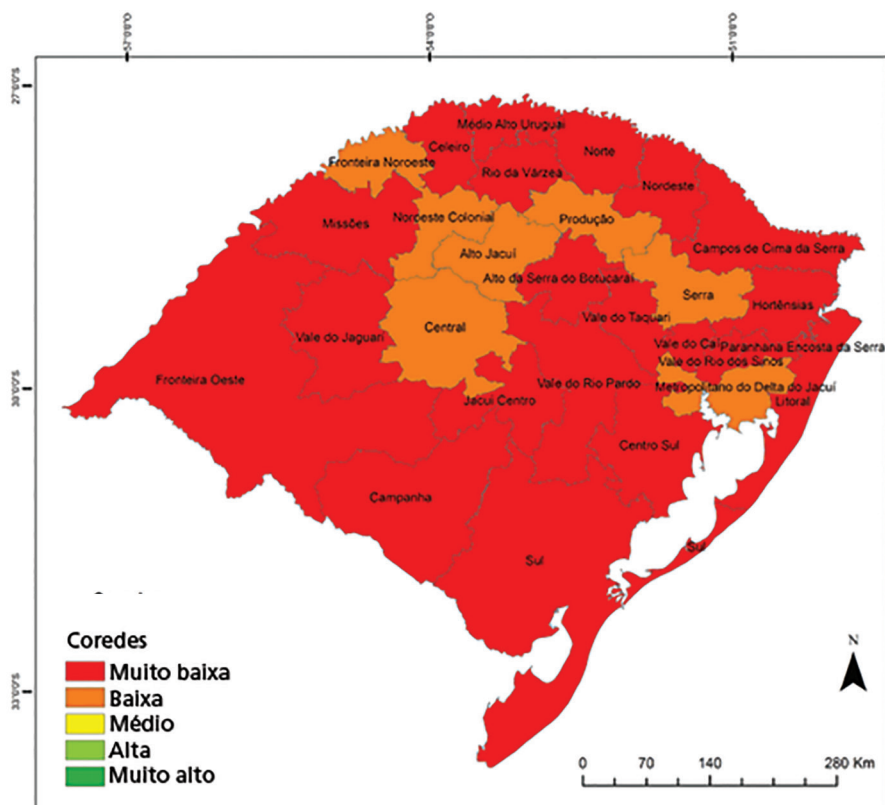 57°0'0"S
54°0'0"S
51°0'0"S
27°0'0"S
Médio Alto Uruguai
Celeiro
Norte
Fronteira Noroeste
Rio da Várzea
Nordeste
Missões
Noroeste Colonial
Produção
Alto Jacuí
Campos de Cima da Serra
Alto da Serra do Botucaraí
Serra
Hortênsias
Central
Vale do Taquari
Vale do Jaguari
Vale do Caí
Paranhana Encosta da Serra
Vale do Rio dos Sinos
Fronteira Oeste
Vale do Rio Pardo
Metropolitano do Delta do Jacuí
30°0'0"S
Jacuí Centro
Litoral
Centro Sul
Campanha
Sul
Sul
Coredes
Muito baixa
Baixa
Médio
Alta
Muito alto
N
33°0'0"S
0 70 140 280 Km